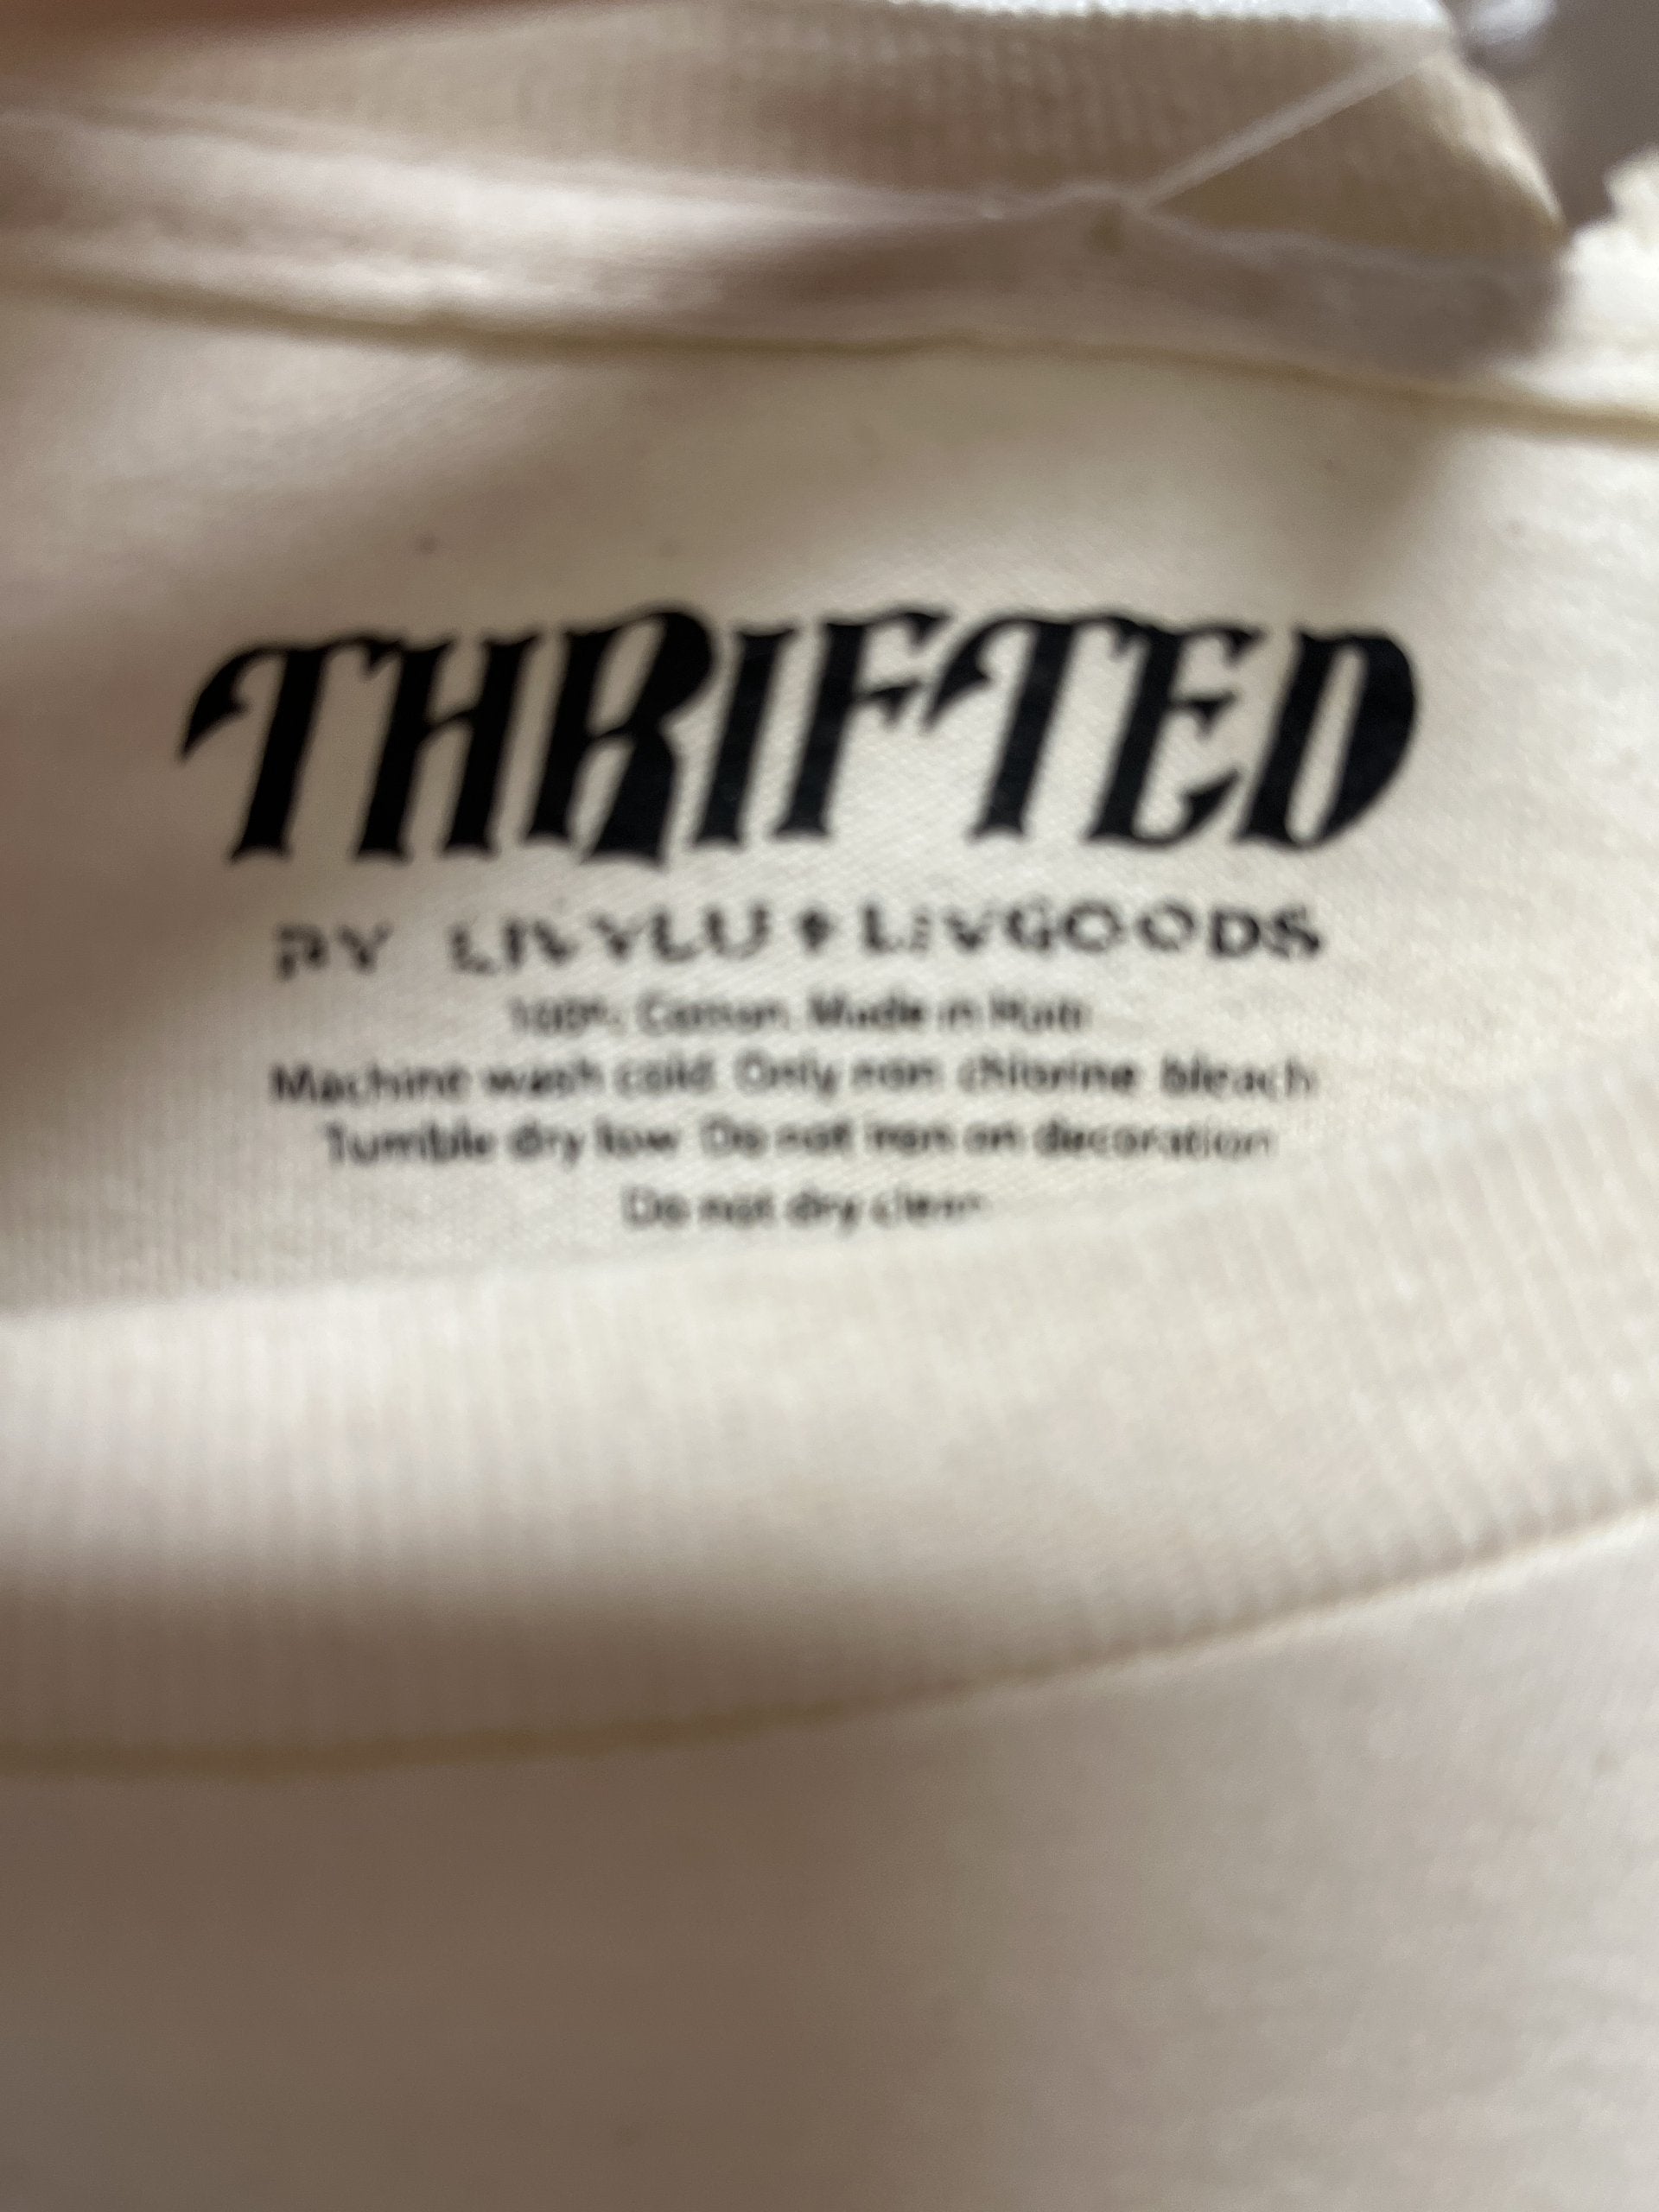 THRIFTED
BY LIVYLU + LIVGOODS
100% Cotton. Made in Haiti
Machine wash cold. Only non chlorine bleach
Tumble dry low. Do not iron on decoration
Do not dry clean